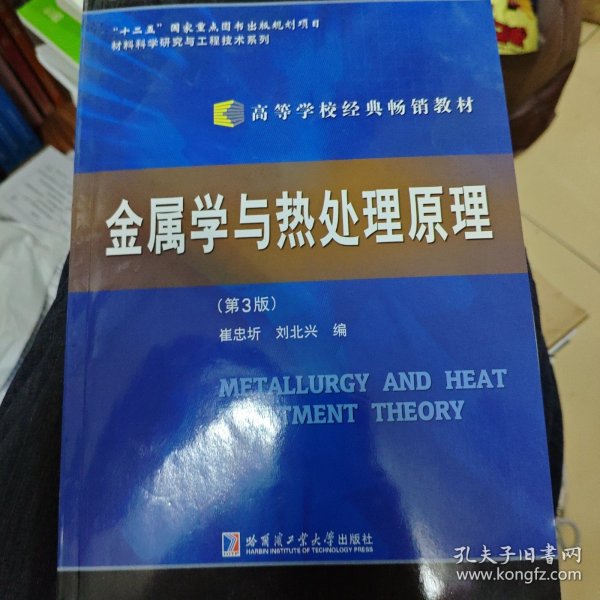 "十二五"国家重点图书出版规划项目
材料科学研究与工程技术系列
高等学校经典畅销教材
金属学与热处理原理
（第3版）
崔忠圻 刘北兴 编
METALLURGY AND HEAT
TMENT THEORY
哈尔滨工业大学出版社
HARBIN INSTITUTE OF TECHNOLOGY PRESS
孔夫子旧书网
www.kongfz.com